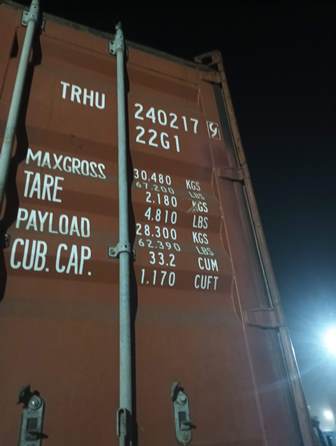 TRHU 240217 9
22G1
MAXGROSS 30.480 KGS
67.200 LBS
TARE 2.180 KGS
4.810 LBS
PAYLOAD 28.300 KGS
62.390 LBS
CUB. CAP. 33.2 CUM
1.170 CUFT